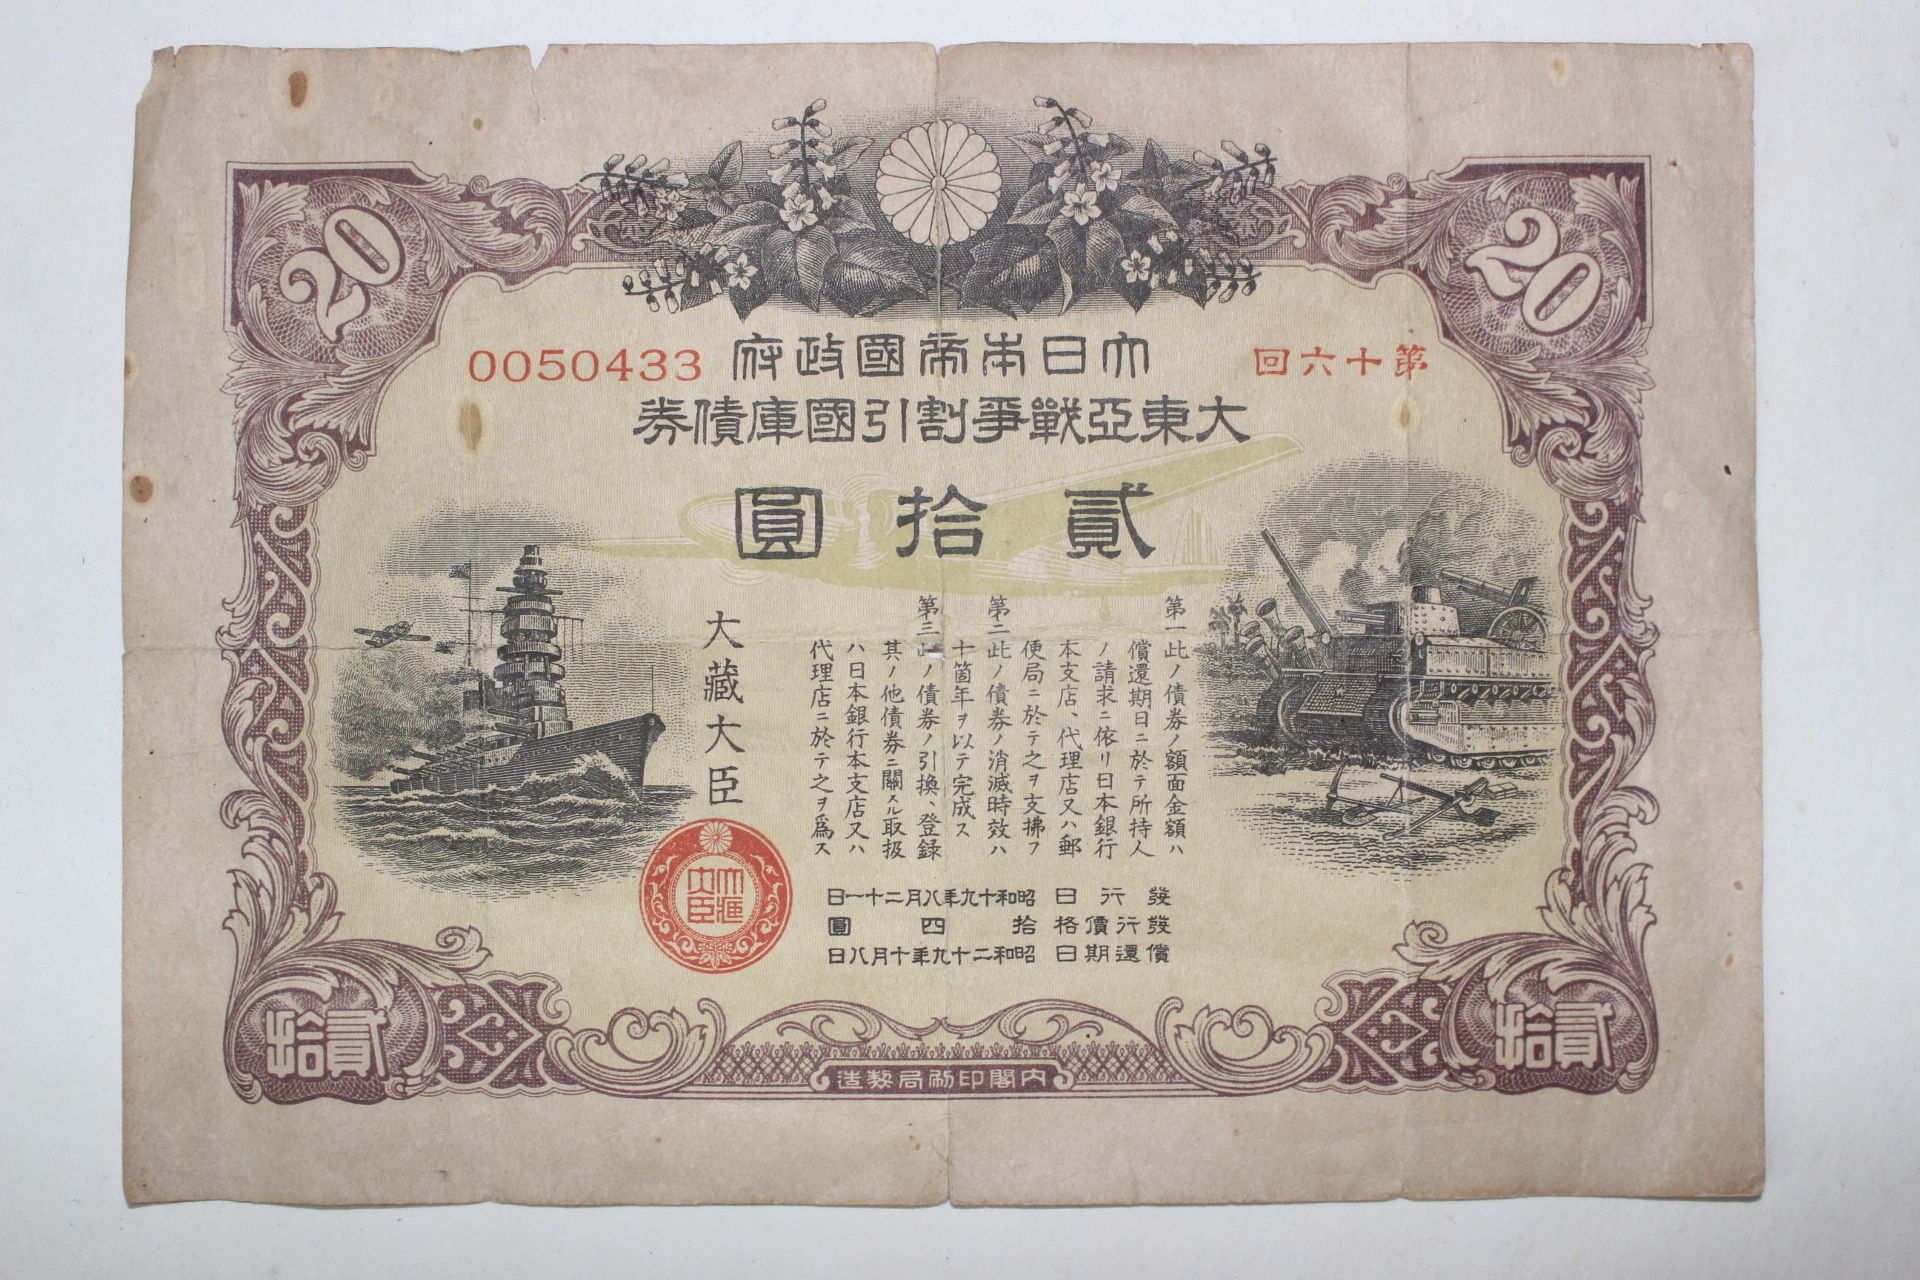 20
20
0050433
第十六回
大日本帝國政府
大東亞戰爭割引國庫債券
貳拾圓
第一 此ノ債券ノ額面金額ハ
償還期日ニ於テ所持人
ノ請求ニ依リ日本銀行
本支店、代理店又ハ郵
便局ニ於テ之ヲ支拂フ
第二 此ノ債券ノ消滅時效ハ
十箇年ヲ以テ完成ス
第三 此ノ債券ノ引換、登録
其ノ他債券ニ關スル取扱
ハ日本銀行本支店又ハ
代理店ニ於テ之ヲ爲ス
大藏大臣
大藏大臣
發行日 昭和十九年八月二十一日
發行價格 拾四圓
償還期日 昭和二十九年十月八日
貳拾
貳拾
内閣印刷局製造